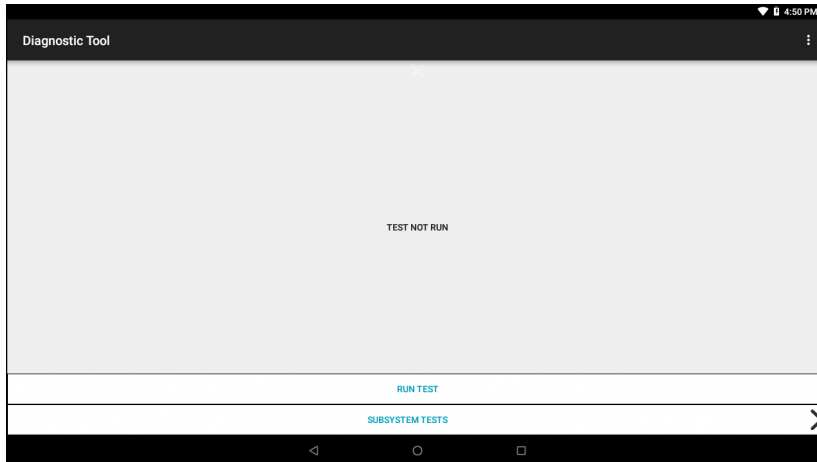 4:50 PM
Diagnostic Tool
TEST NOT RUN
RUN TEST
SUBSYSTEM TESTS